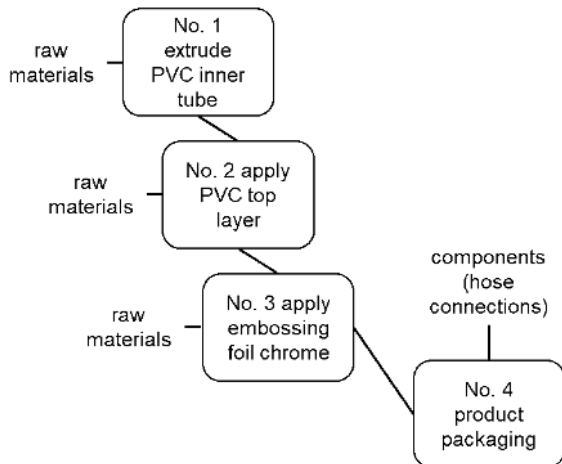 No. 1
extrude
PVC inner
tube
raw
materials
No. 2 apply
PVC top
layer
raw
materials
No. 3 apply
embossing
foil chrome
raw
materials
components
(hose
connections)
No. 4
product
packaging